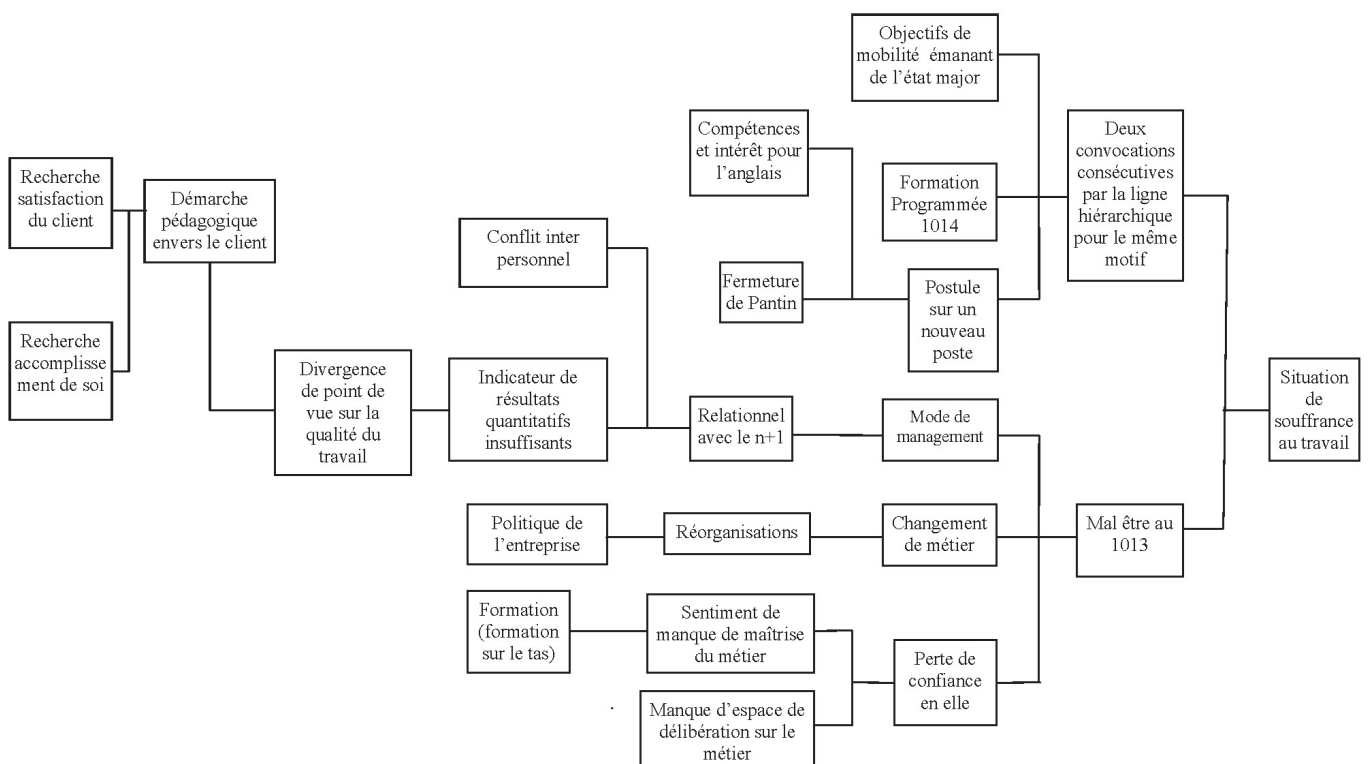 Objectifs de
mobilité émanant
de l'état major
Compétences
et intérêt pour
l'anglais
Deux
convocations
consécutives
par la ligne
hiérarchique
pour le même
motif
Recherche
satisfaction
du client
Démarche
pédagogique
envers le client
Formation
Programmée
1014
Conflit inter
personnel
Fermeture
de Pantin
Postule
sur un
nouveau
poste
Recherche
accomplisse
ment de soi
Divergence
de point de
vue sur la
qualité du
travail
Indicateur de
résultats
quantitatifs
insuffisants
Relationnel
avec le n+1
Mode de
management
Situation
de
souffrance
au travail
Politique de
l'entreprise
Réorganisations
Changement
de métier
Mal être au
1013
Formation
(formation
sur le tas)
Sentiment de
manque de maîtrise
du métier
Perte de
confiance
en elle
Manque d'espace de
délibération sur le
métier